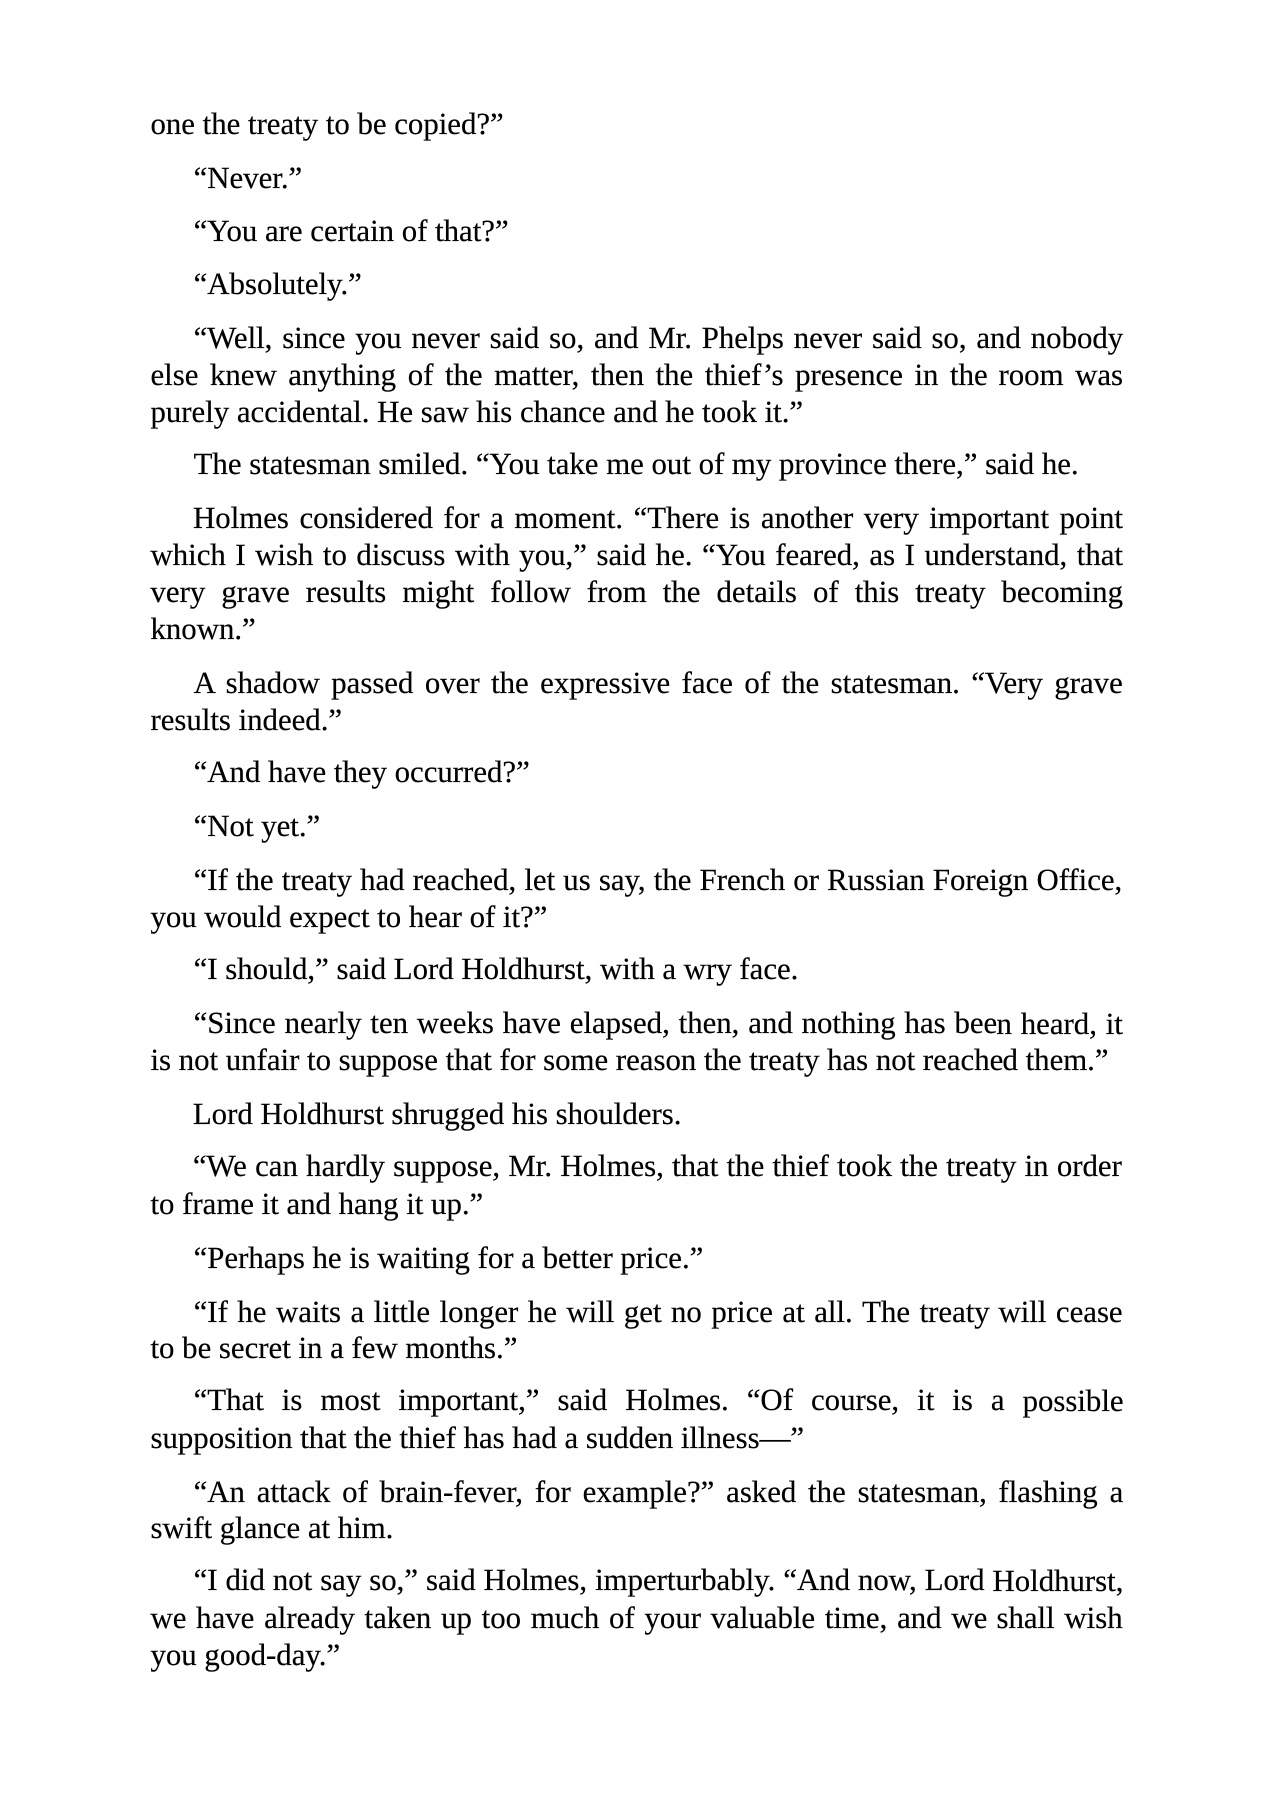 one the treaty to be copied?”
“Never.”
“You are certain of that?”
“Absolutely.”
“Well, since you never said so, and Mr. Phelps never said so, and nobody
else knew anything of the matter, then the thief’s presence in the room was
purely accidental. He saw his chance and he took it.”
The statesman smiled. “You take me out of my province there,” said he.
Holmes considered for a moment. “There is another very important point
which I wish to discuss with you,” said he. “You feared, as I understand, that
very grave results might follow from the details of this treaty becoming
known.”
A shadow passed over the expressive face of the statesman. “Very grave
results indeed.”
“And have they occurred?”
“Not yet.”
“If the treaty had reached, let us say, the French or Russian Foreign Office,
you would expect to hear of it?”
“I should,” said Lord Holdhurst, with a wry face.
“Since nearly ten weeks have elapsed, then, and nothing has been heard, it
is not unfair to suppose that for some reason the treaty has not reached them.”
Lord Holdhurst shrugged his shoulders.
“We can hardly suppose, Mr. Holmes, that the thief took the treaty in order
to frame it and hang it up.”
“Perhaps he is waiting for a better price.”
“If he waits a little longer he will get no price at all. The treaty will cease
to be secret in a few months.”
“That is most important,” said Holmes. “Of course, it is a possible
supposition that the thief has had a sudden illness—”
“An attack of brain-fever, for example?” asked the statesman, flashing a
swift glance at him.
“I did not say so,” said Holmes, imperturbably. “And now, Lord Holdhurst,
we have already taken up too much of your valuable time, and we shall wish
you good-day.”